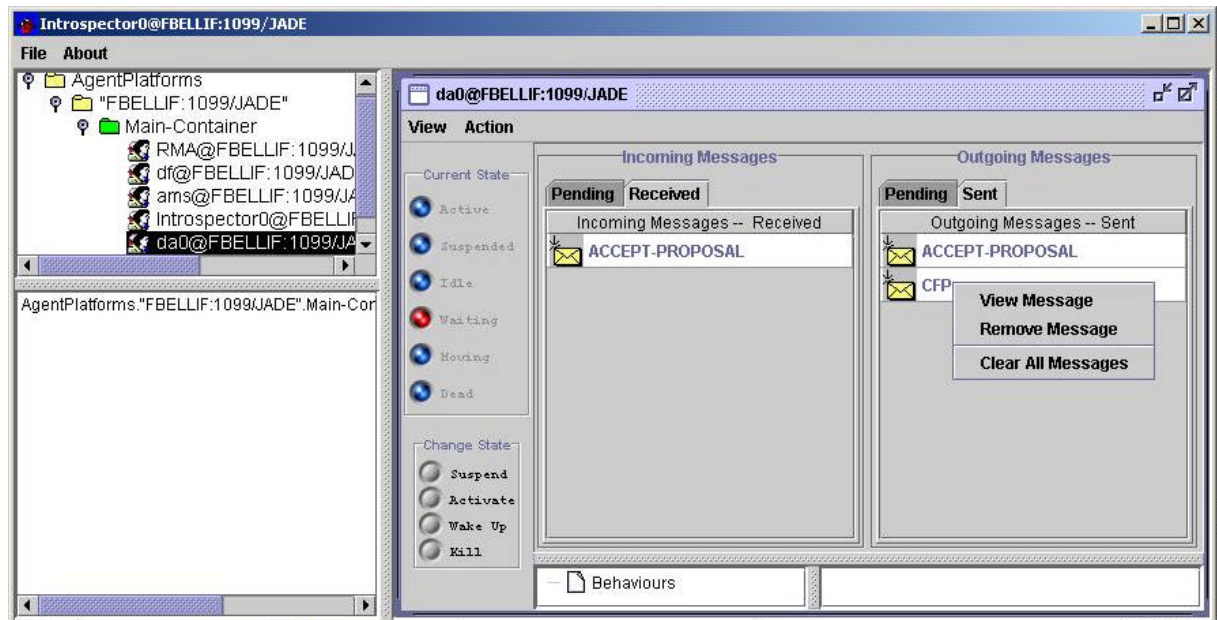 Introspector0@FBELLIF:1099/JADE
File About
AgentPlatforms
"FBELLIF:1099/JADE"
Main-Container
RMA@FBELLIF:1099/J
df@FBELLIF:1099/JAD
ams@FBELLIF:1099/JA
Introspector0@FBELLIF
da0@FBELLIF:1099/JA
AgentPlatforms."FBELLIF:1099/JADE".Main-Cor
da0@FBELLIF:1099/JADE
View Action
Current State
Active
Suspended
Idle
Waiting
Moving
Dead
Change State
Suspend
Activate
Wake Up
Kill
Incoming Messages
Pending Received
Incoming Messages -- Received
ACCEPT-PROPOSAL
Outgoing Messages
Pending Sent
Outgoing Messages -- Sent
ACCEPT-PROPOSAL
CFP
View Message
Remove Message
Clear All Messages
Behaviours